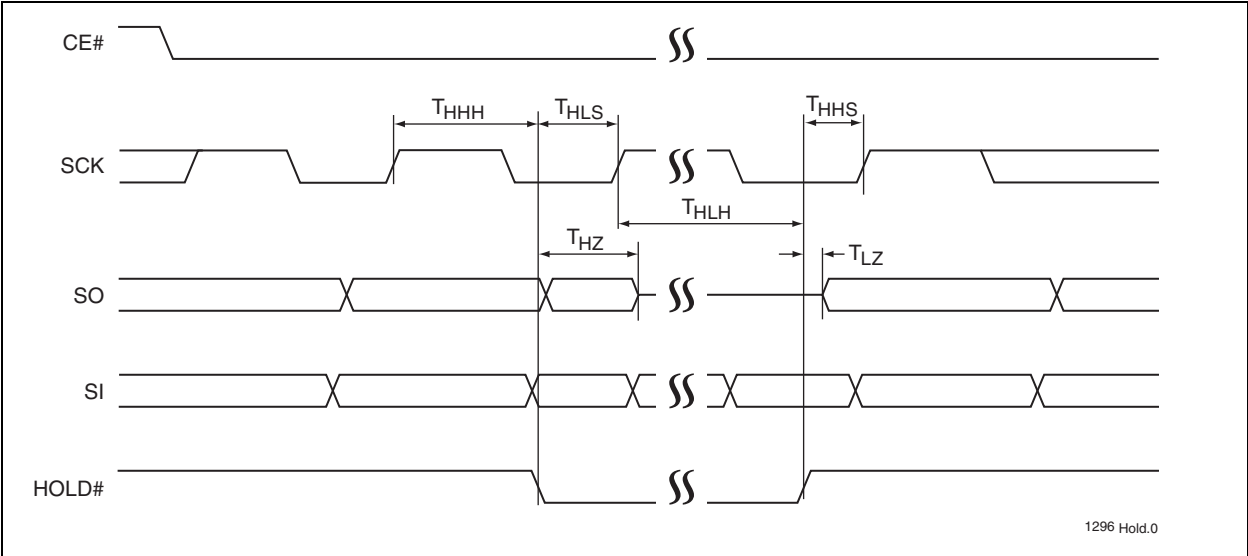 CE#
THHH
THLS
THHS
SCK
THLH
THZ
TLZ
SO
SI
HOLD#
1296 Hold.0